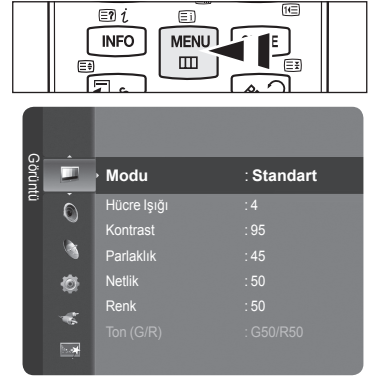 INFO
MENU
E
Görüntü
Modu : Standart
Hücre Işığı : 4
Kontrast : 95
Parlaklık : 45
Netlik : 50
Renk : 50
Ton (G/R) : G50/R50